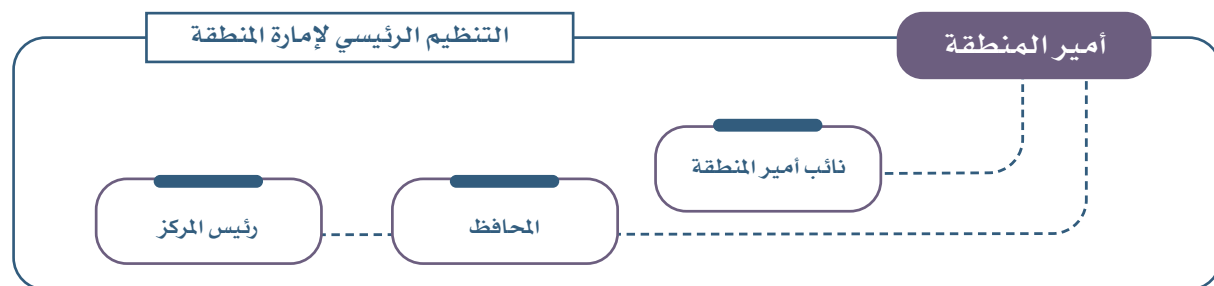 أمير المنطقة
التنظيم الرئيسي لإمارة المنطقة
نائب أمير المنطقة
المحافظ
رئيس المركز